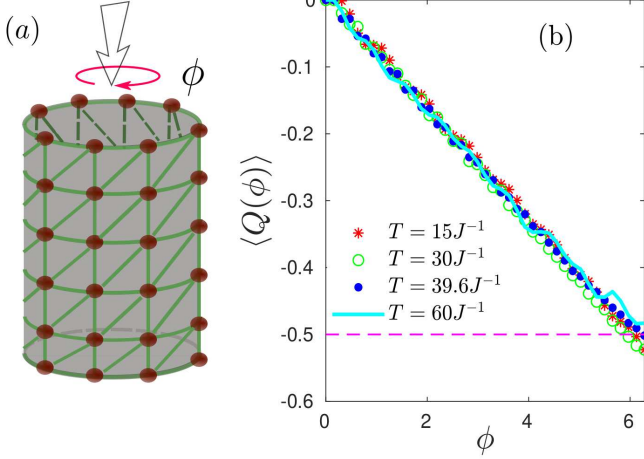 (a)
ϕ
(b)
0
-0.1
-0.2
-0.3
-0.4
-0.5
-0.6
⟨Q(ϕ)⟩
T = 15J⁻¹
T = 30J⁻¹
T = 39.6J⁻¹
T = 60J⁻¹
0
2
4
6
ϕ